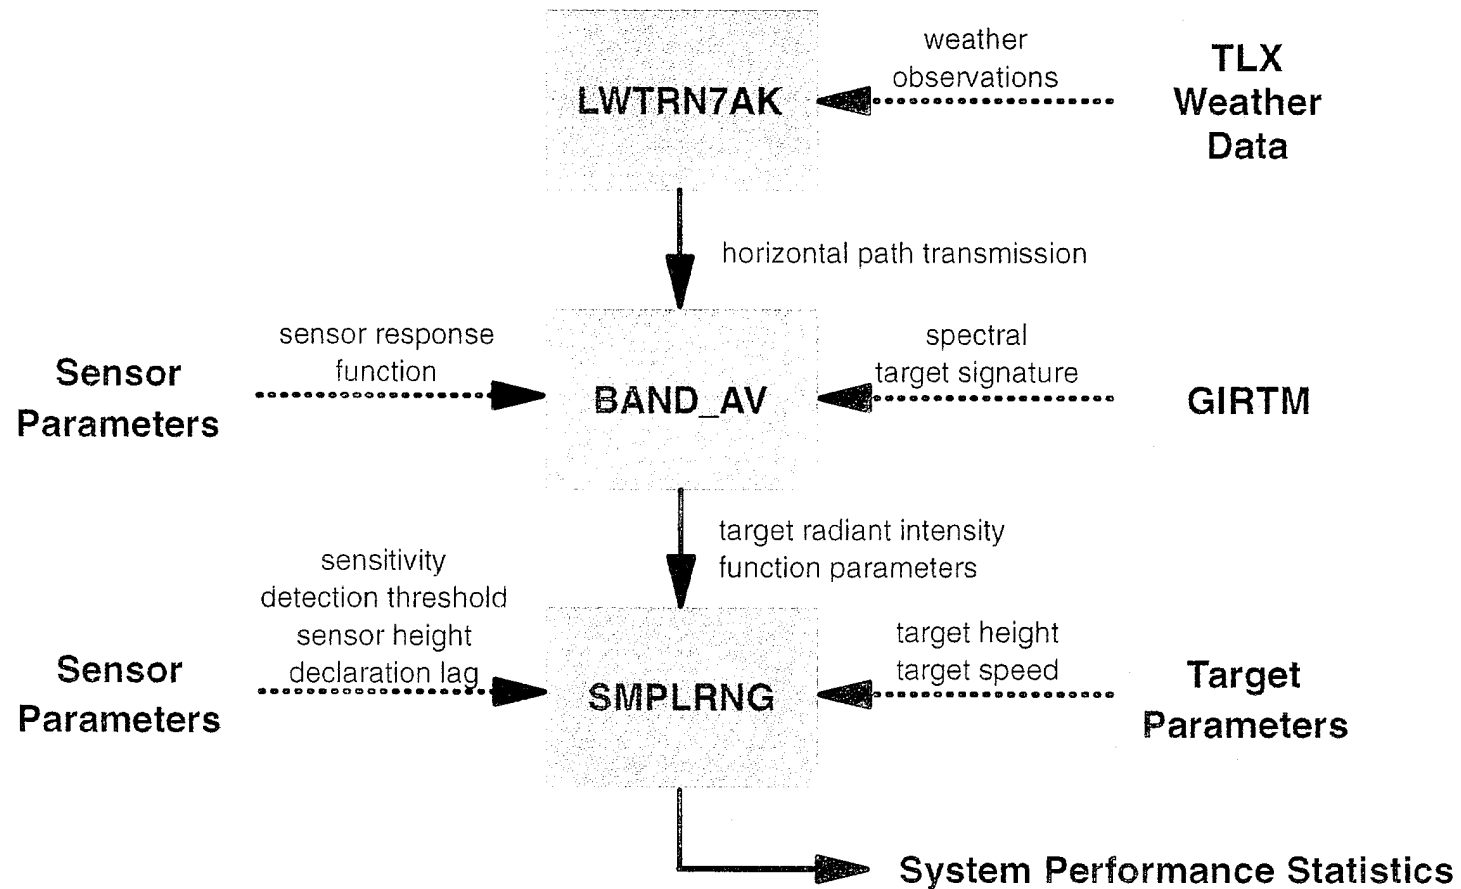 weather
observations
TLX
Weather
Data
LWTRN7AK
horizontal path transmission
sensor response
function
Sensor
Parameters
BAND_AV
spectral
target signature
GIRTM
target radiant intensity
function parameters
sensitivity
detection threshold
sensor height
declaration lag
Sensor
Parameters
SMPLRNG
target height
target speed
Target
Parameters
System Performance Statistics